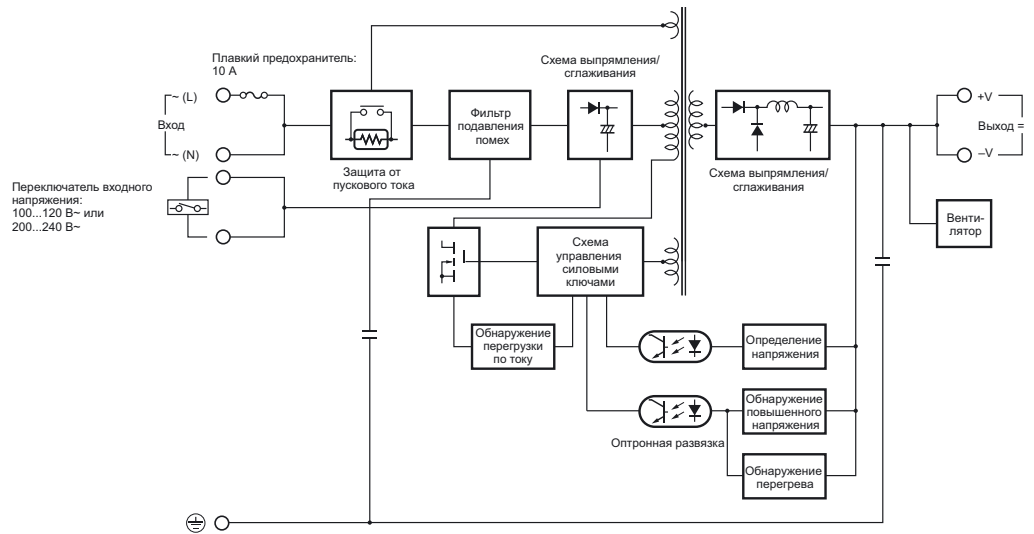 Плавкий предохранитель:
10 А
~ (L)
Вход
~ (N)
Переключатель входного
напряжения:
100...120 В~ или
200...240 В~
Защита от
пускового тока
Фильтр
подавления
помех
Схема выпрямления/
сглаживания
Схема выпрямления/
сглаживания
+V
Выход =
–V
Венти-
лятор
Схема
управления
силовыми
ключами
Обнаружение
перегрузки
по току
Определение
напряжения
Обнаружение
повышенного
напряжения
Оптронная развязка
Обнаружение
перегрева